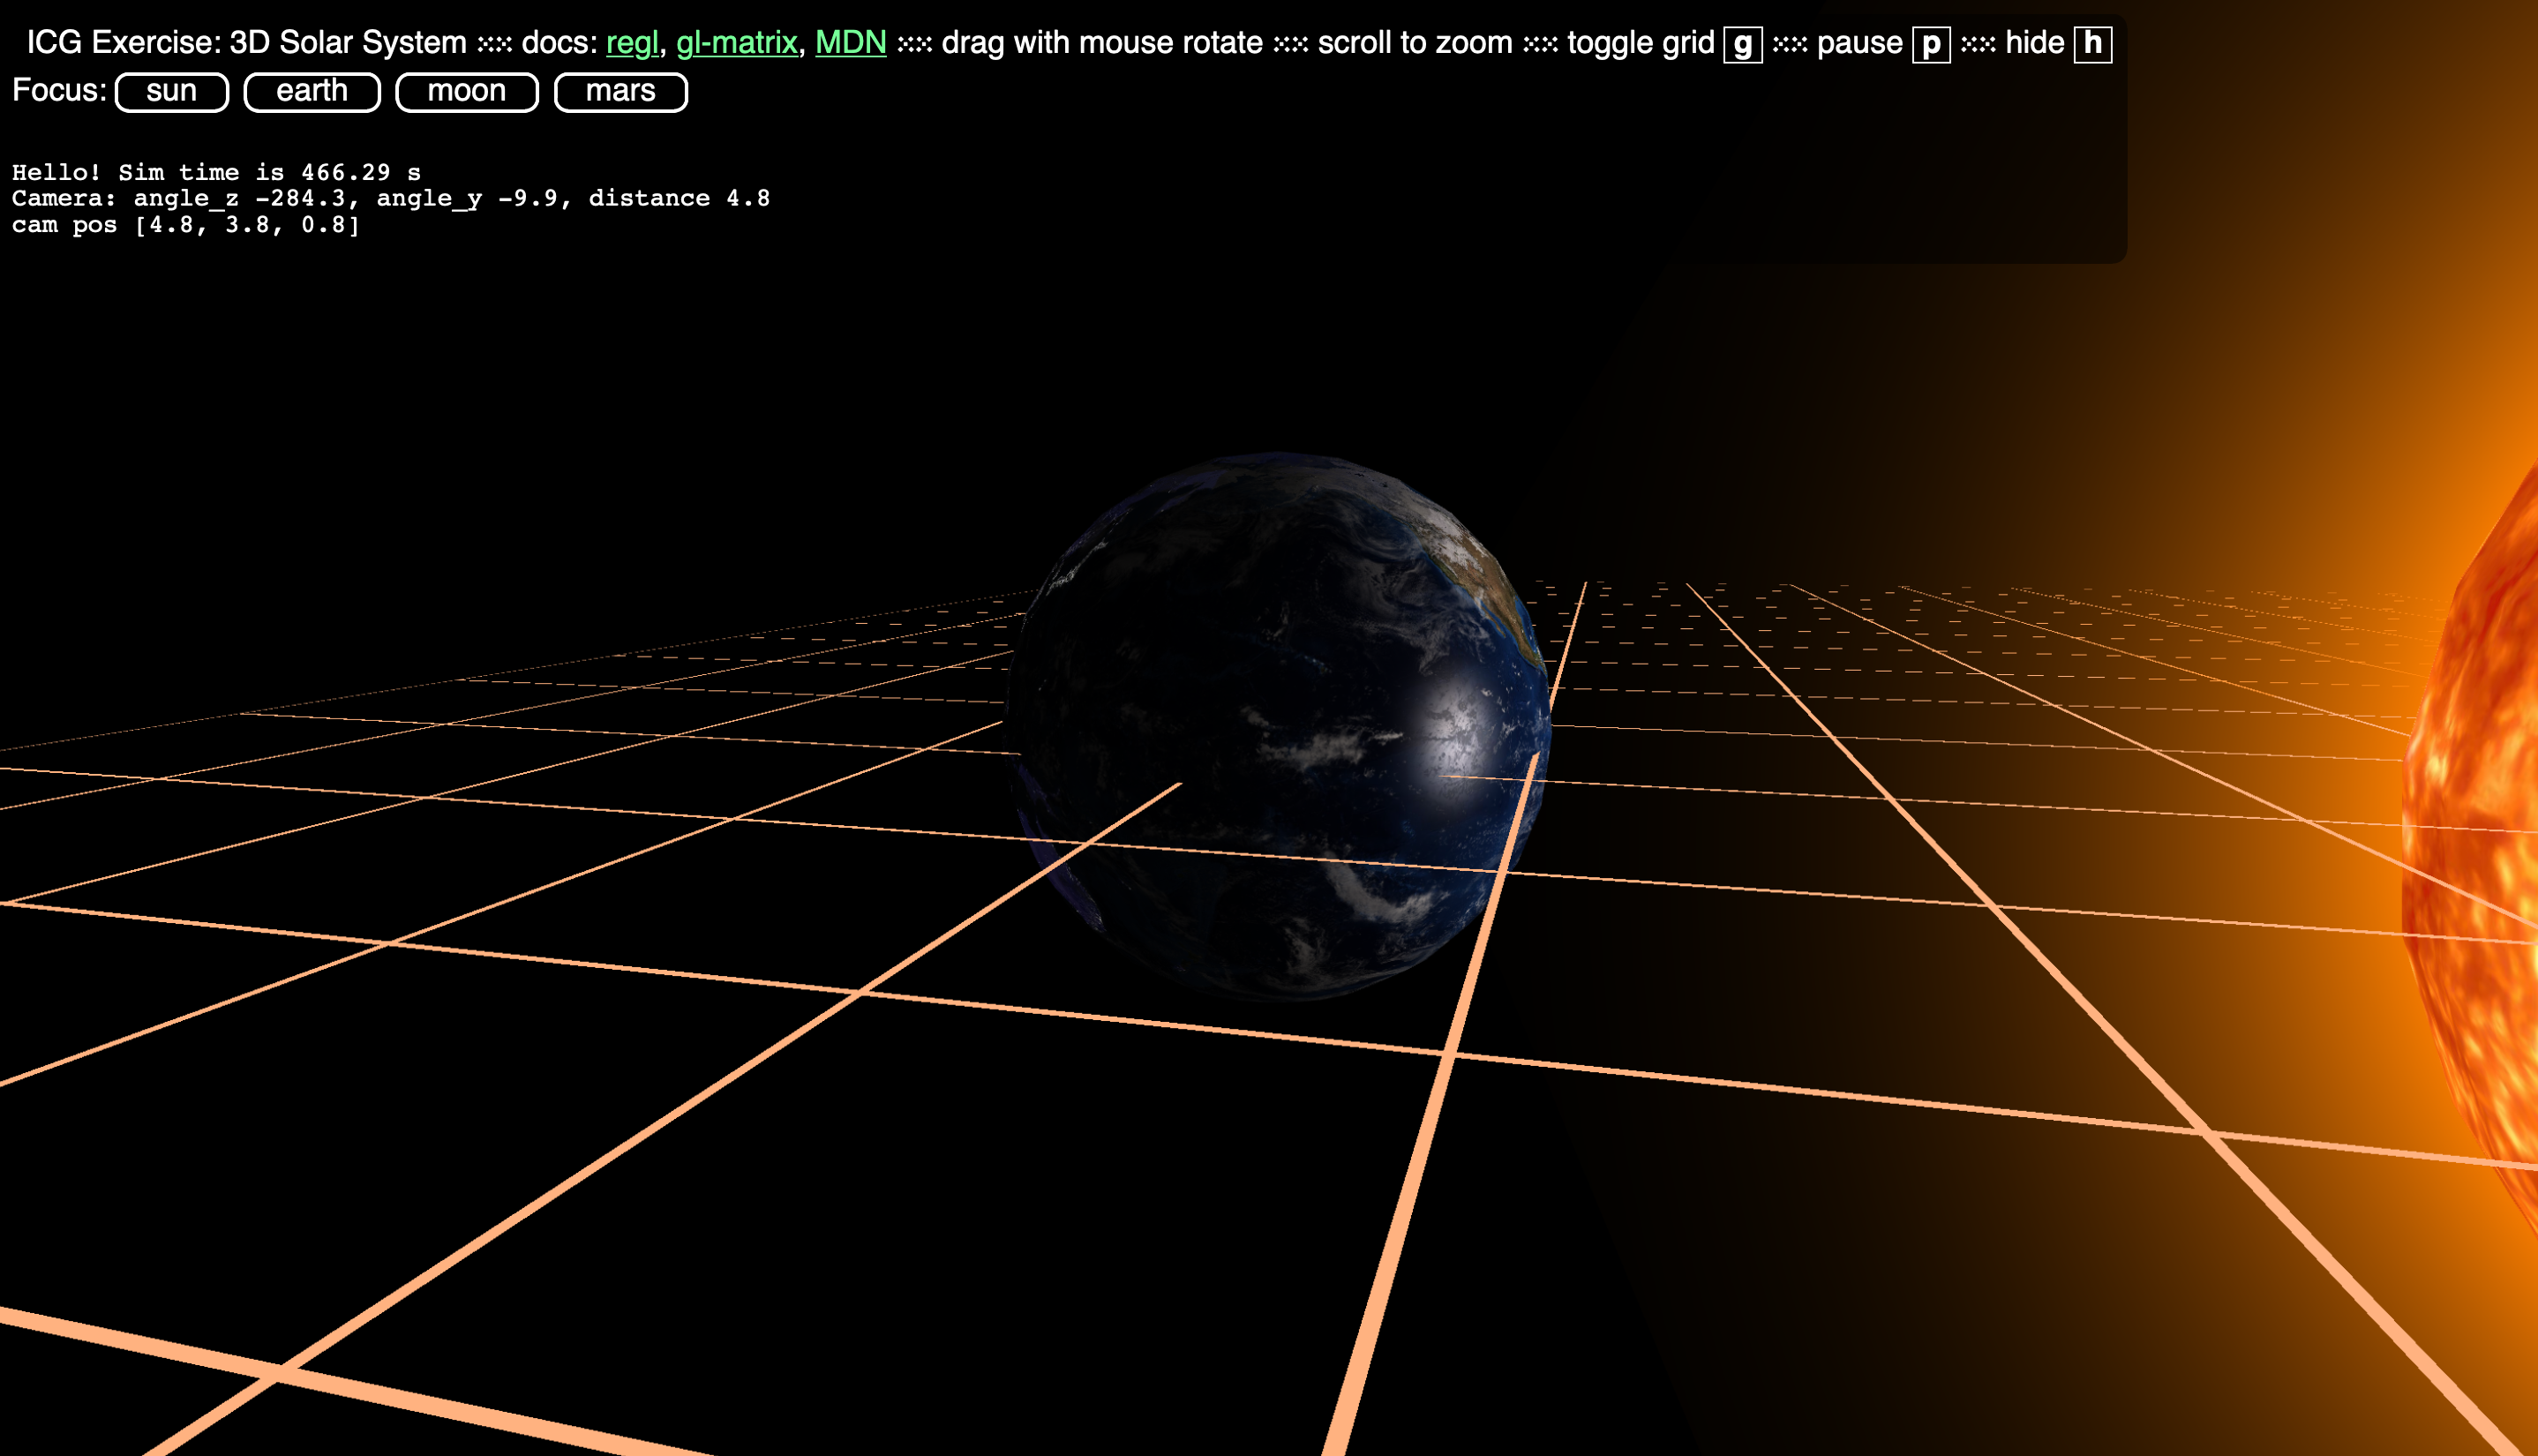 ICG Exercise: 3D Solar System ⁙⁙ docs: regl, gl-matrix, MDN ⁙⁙ drag with mouse rotate ⁙⁙ scroll to zoom ⁙⁙ toggle grid g ⁙⁙ pause p ⁙⁙ hide h
Focus: sun earth moon mars
Hello! Sim time is 466.29 s
Camera: angle_z -284.3, angle_y -9.9, distance 4.8
cam pos [4.8, 3.8, 0.8]